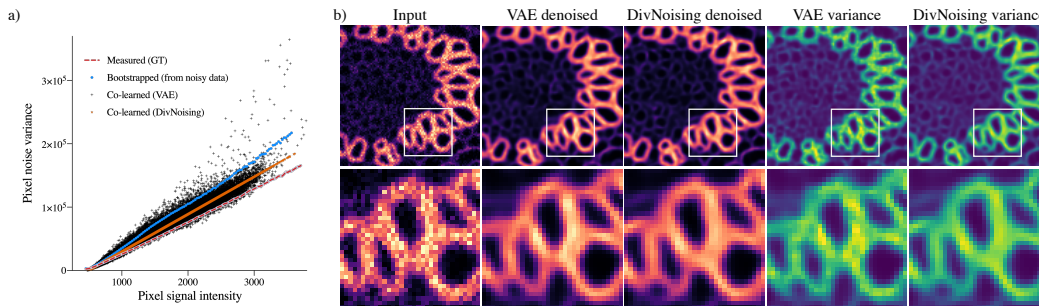 a)
Pixel noise variance
3×10⁵
2×10⁵
1×10⁵
0
1000
2000
3000
Pixel signal intensity
Measured (GT)
Bootstrapped (from noisy data)
Co-learned (VAE)
Co-learned (DivNoising)
b)
Input
VAE denoised
DivNoising denoised
VAE variance
DivNoising variance